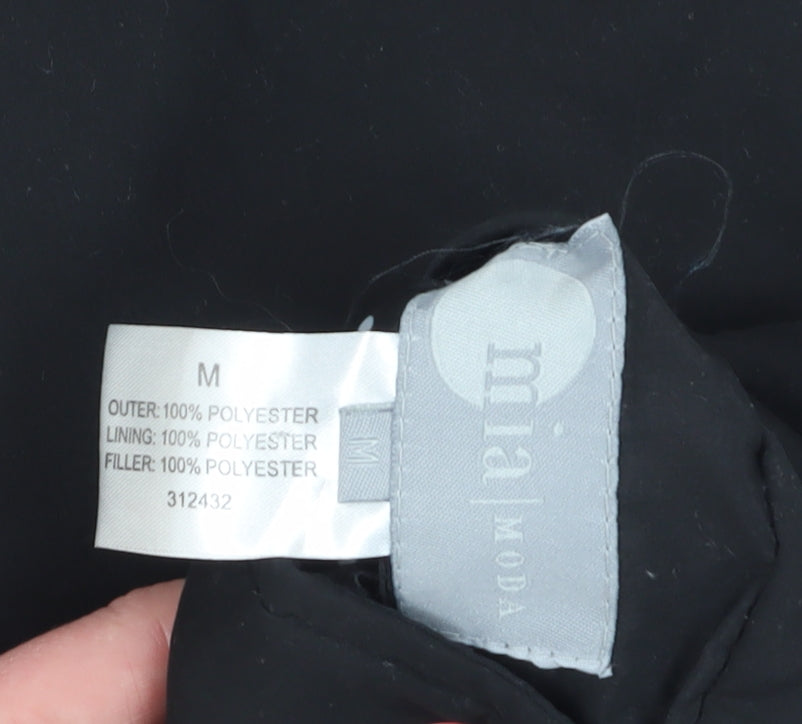 M
OUTER: 100% POLYESTER
LINING: 100% POLYESTER
FILLER: 100% POLYESTER
312432
M
mia|MODA